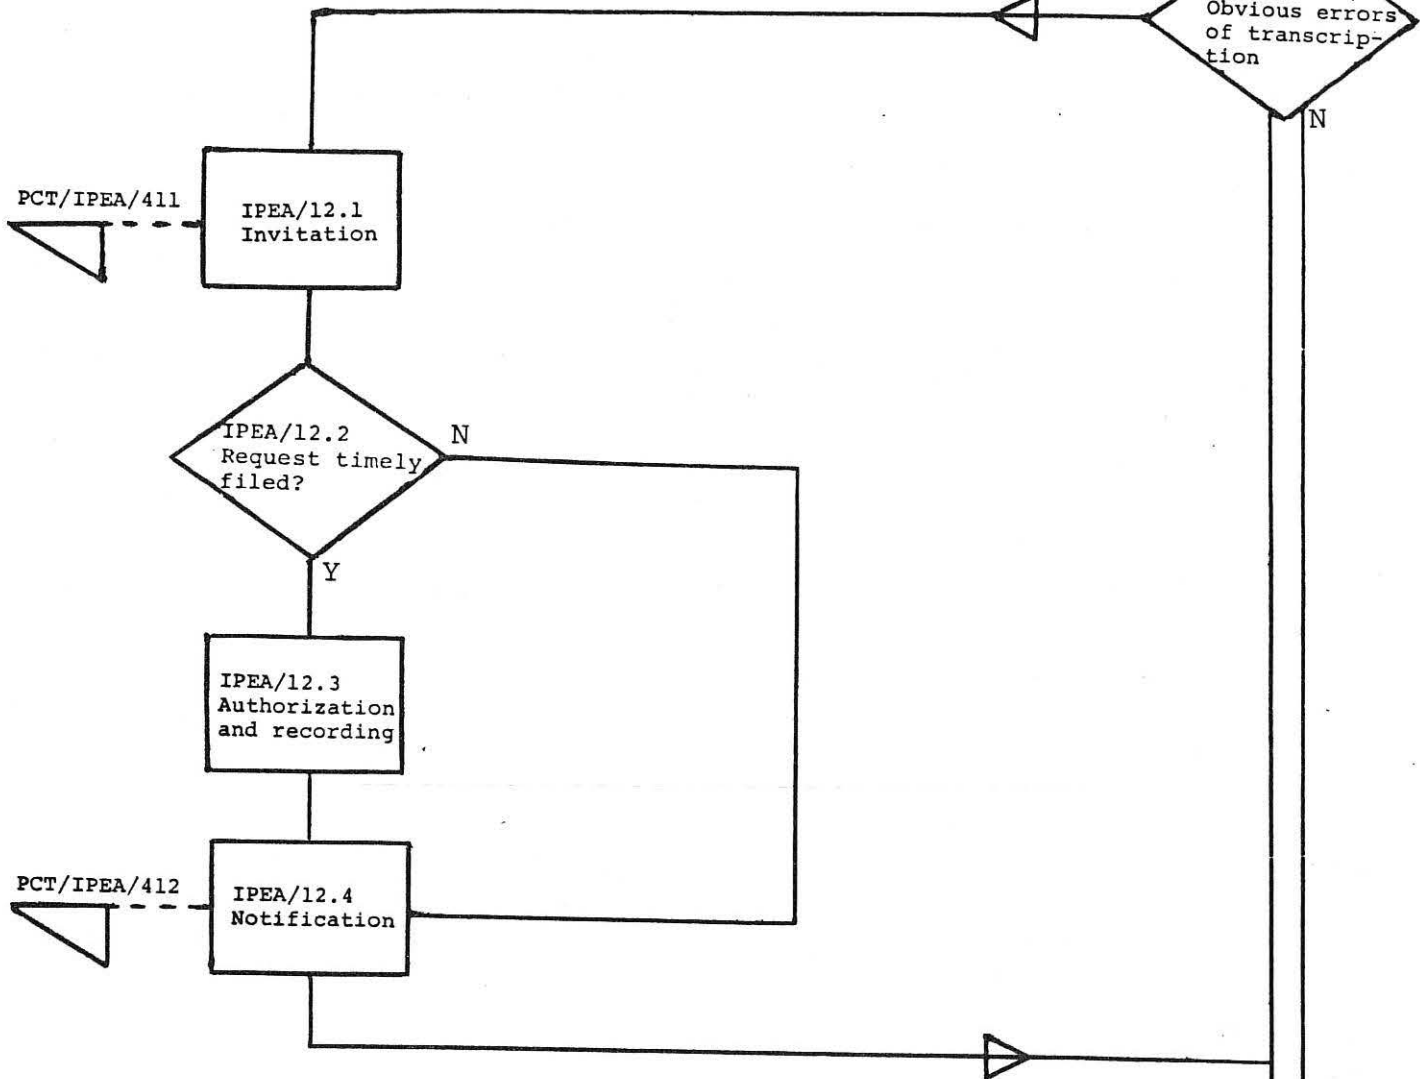 Obvious errors
of transcrip-
tion
N
PCT/IPEA/411
IPEA/12.1
Invitation
IPEA/12.2
Request timely
filed?
N
Y
IPEA/12.3
Authorization
and recording
PCT/IPEA/412
IPEA/12.4
Notification